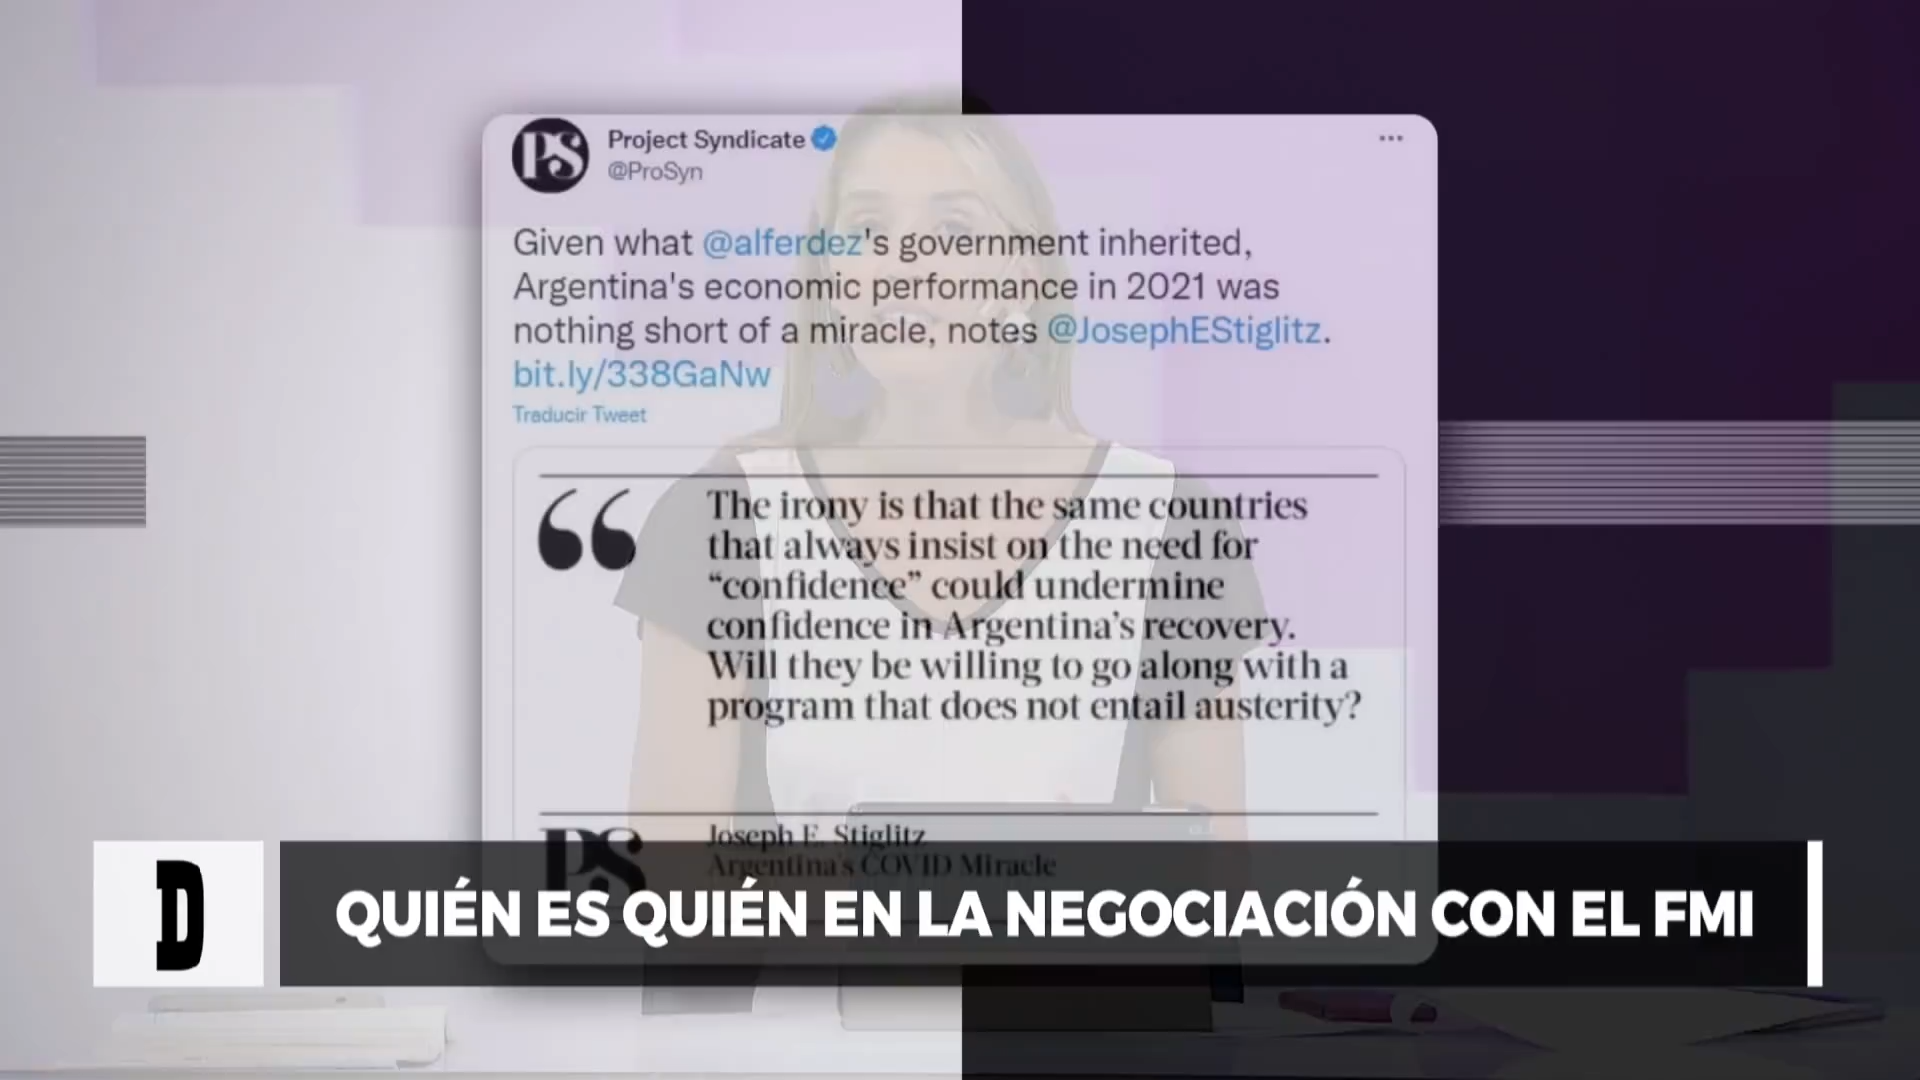 PS
Project Syndicate
@ProSyn
Given what @alferdez's government inherited,
Argentina's economic performance in 2021 was
nothing short of a miracle, notes @JosephEStiglitz.
bit.ly/338GaNw
Traducir Tweet
“
The irony is that the same countries
that always insist on the need for
“confidence” could undermine
confidence in Argentina’s recovery.
Will they be willing to go along with a
program that does not entail austerity?
PS
Joseph E. Stiglitz
Argentina's COVID Miracle
D
QUIÉN ES QUIÉN EN LA NEGOCIACIÓN CON EL FMI